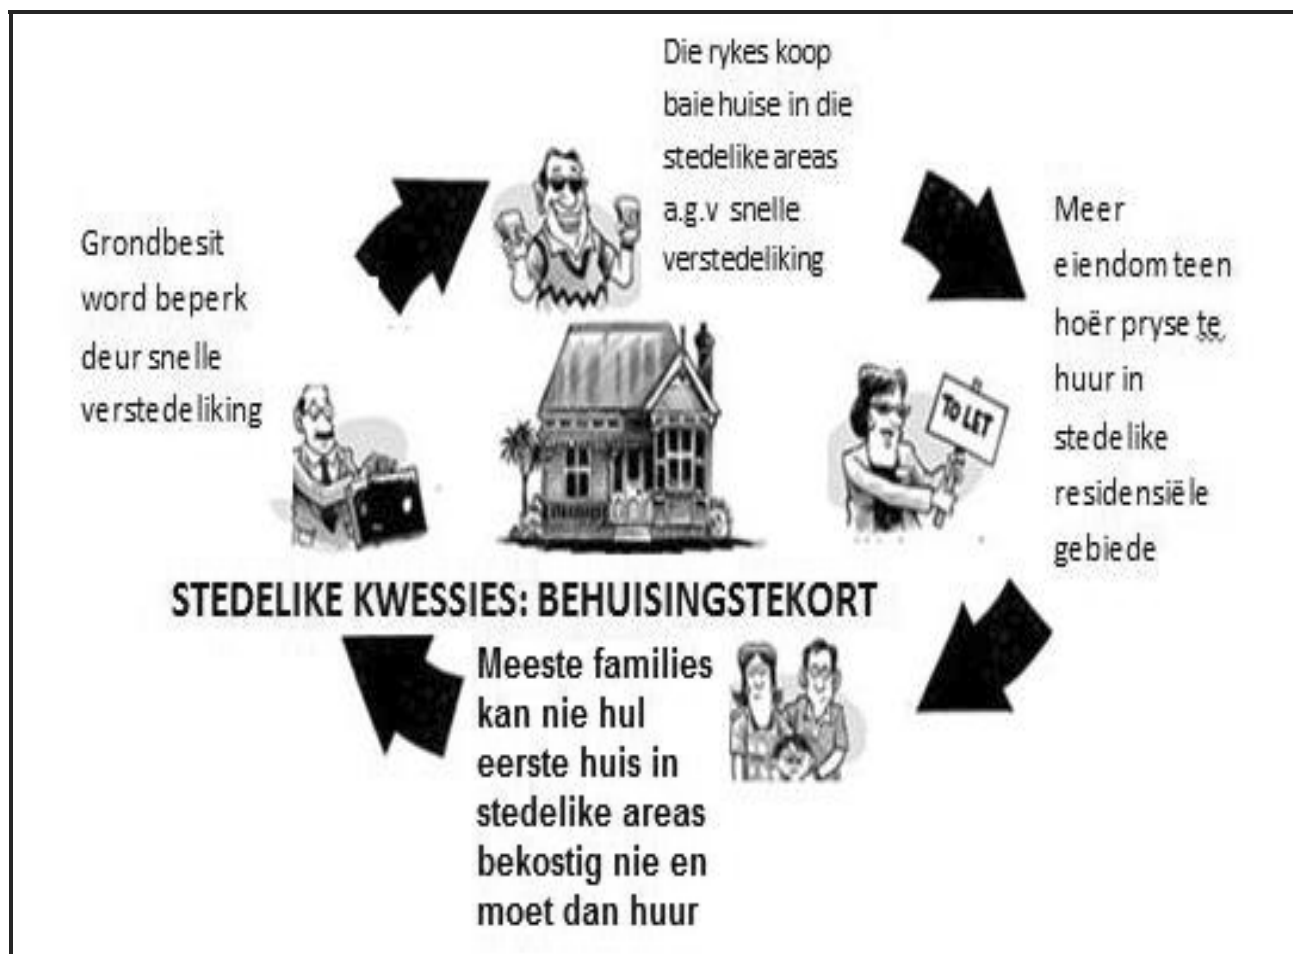 Die rykes koop
baie huise in die
stedelike areas
a.g.v snelle
verstedeliking
Meer
eiendom teen
hoër pryse te
huur in
stedelike
residensiële
gebiede
Grondbesit
word beperk
deur snelle
verstedeliking
TO LET
STEDELIKE KWESSIES: BEHUISINGSTEKORT
Meeste families
kan nie hul
eerste huis in
stedelike areas
bekostig nie en
moet dan huur